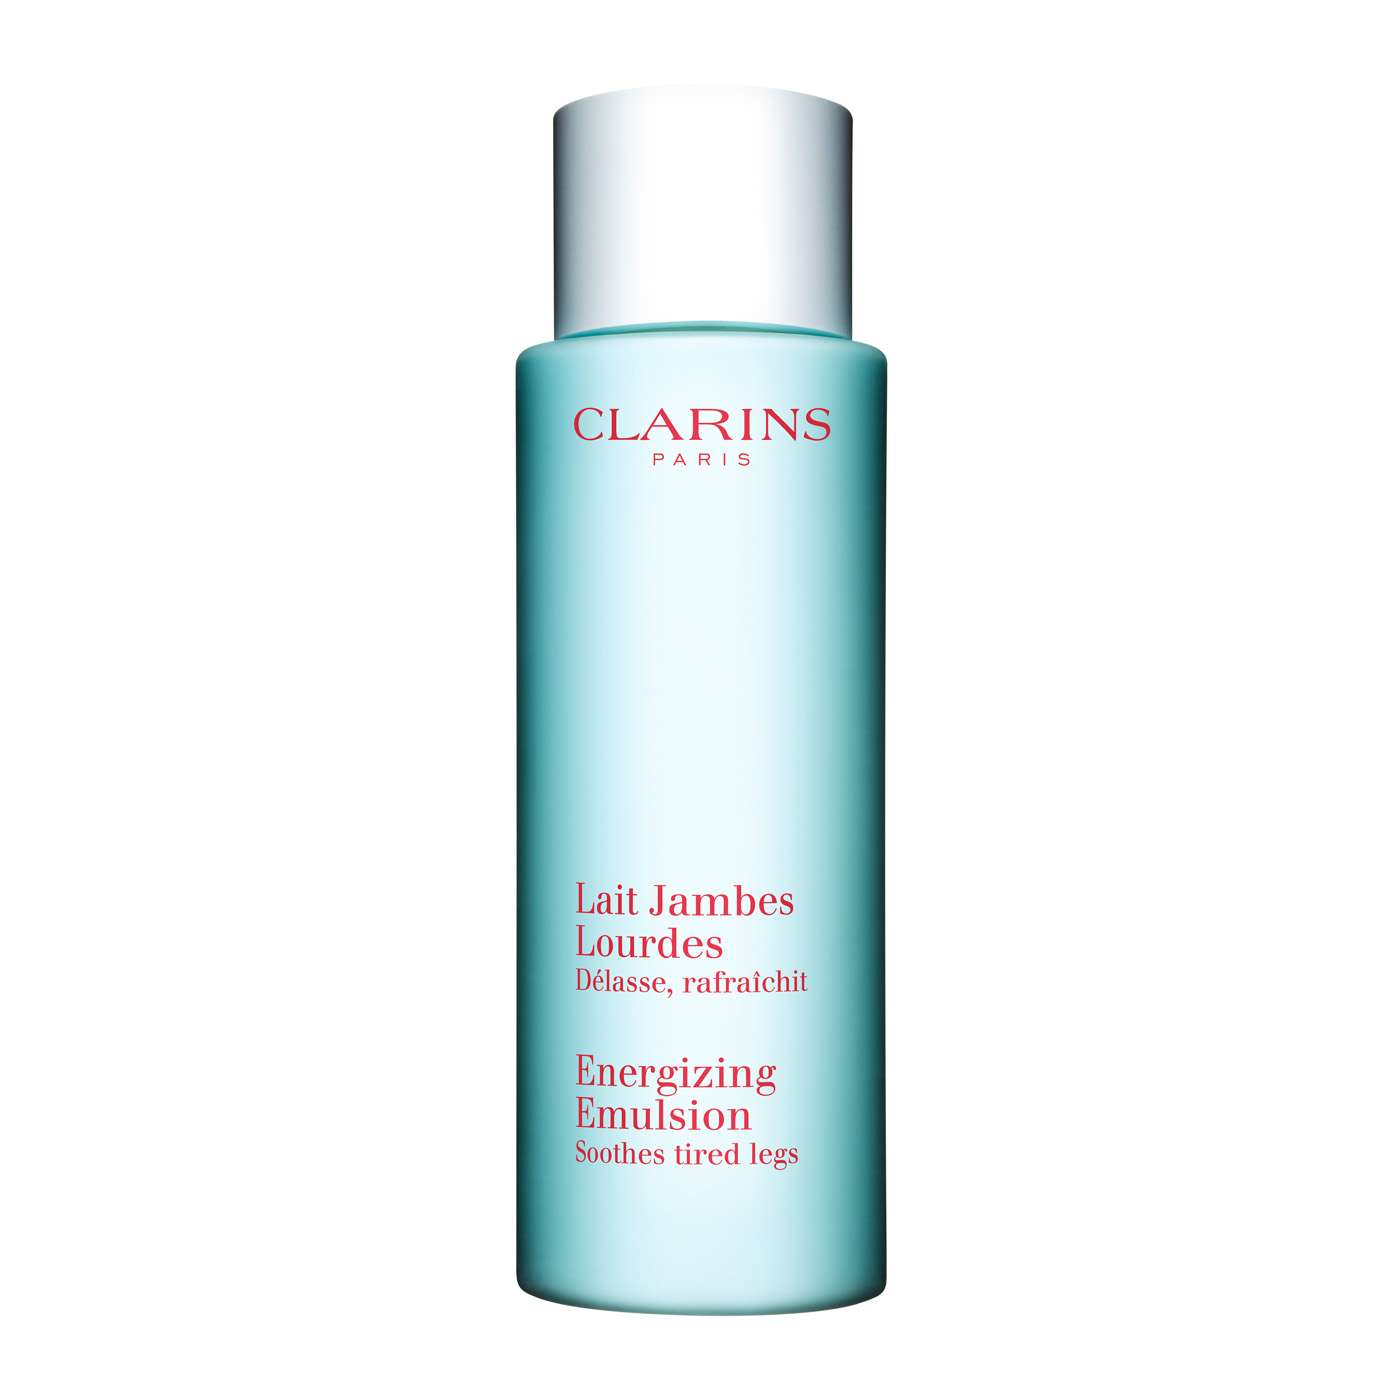 CLARINS
PARIS
Lait Jambes
Lourdes
Délasse, rafraîchit
Energizing
Emulsion
Soothes tired legs